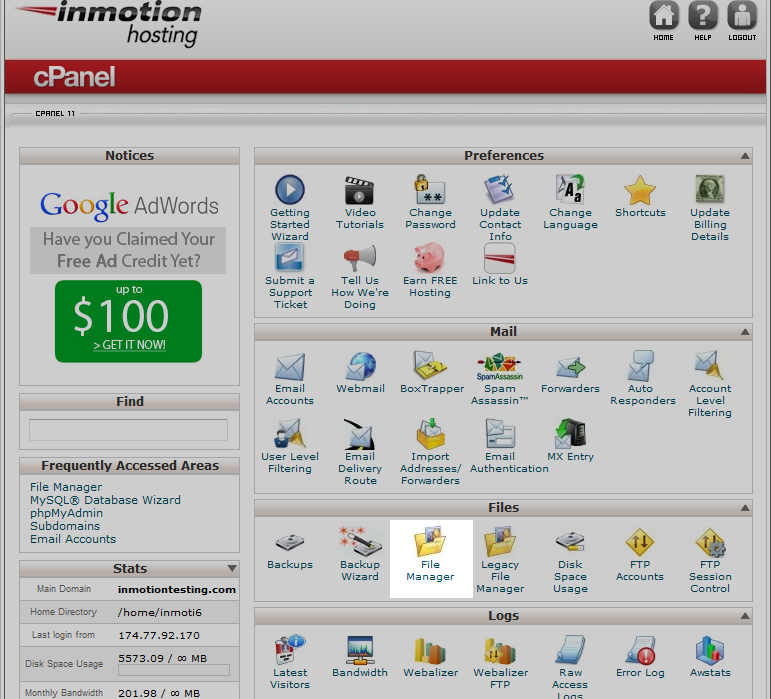 inmotion
hosting
HOME HELP LOGOUT
cPanel
CPANEL 11
Notices
Google AdWords
Have you Claimed Your
Free Ad Credit Yet?
up to
$100
> GET IT NOW!
Find
Frequently Accessed Areas
File Manager
MySQL® Database Wizard
phpMyAdmin
Subdomains
Email Accounts
Stats
Main Domain inmotiontesting.com
Home Directory /home/inmoti6
Last login from 174.77.92.170
Disk Space Usage 5573.09 / ∞ MB
Monthly Bandwidth 201.98 / ∞ MB
Preferences
Getting
Started
Wizard
Video
Tutorials
Change
Password
**
Update
Contact
Info
Aa
Change
Language
Shortcuts
Update
Billing
Details
Submit a
Support
Ticket
Tell Us
How We're
Doing
Earn FREE
Hosting
Link to Us
Mail
Email
Accounts
Webmail
BoxTrapper
SpamAssassin
Spam
Assassin™
Forwarders
Auto
Responders
Account
Level
Filtering
User Level
Filtering
Email
Delivery
Route
Import
Addresses/
Forwarders
Email
Authentication
MX Entry
Files
Backups
Backup
Wizard
File
Manager
Legacy
File
Manager
Disk
Space
Usage
FTP
Accounts
FTP
Session
Control
Logs
Latest
Visitors
Bandwidth
Webalizer
Webalizer
FTP
Raw
Access
Logs
Error Log
Awstats